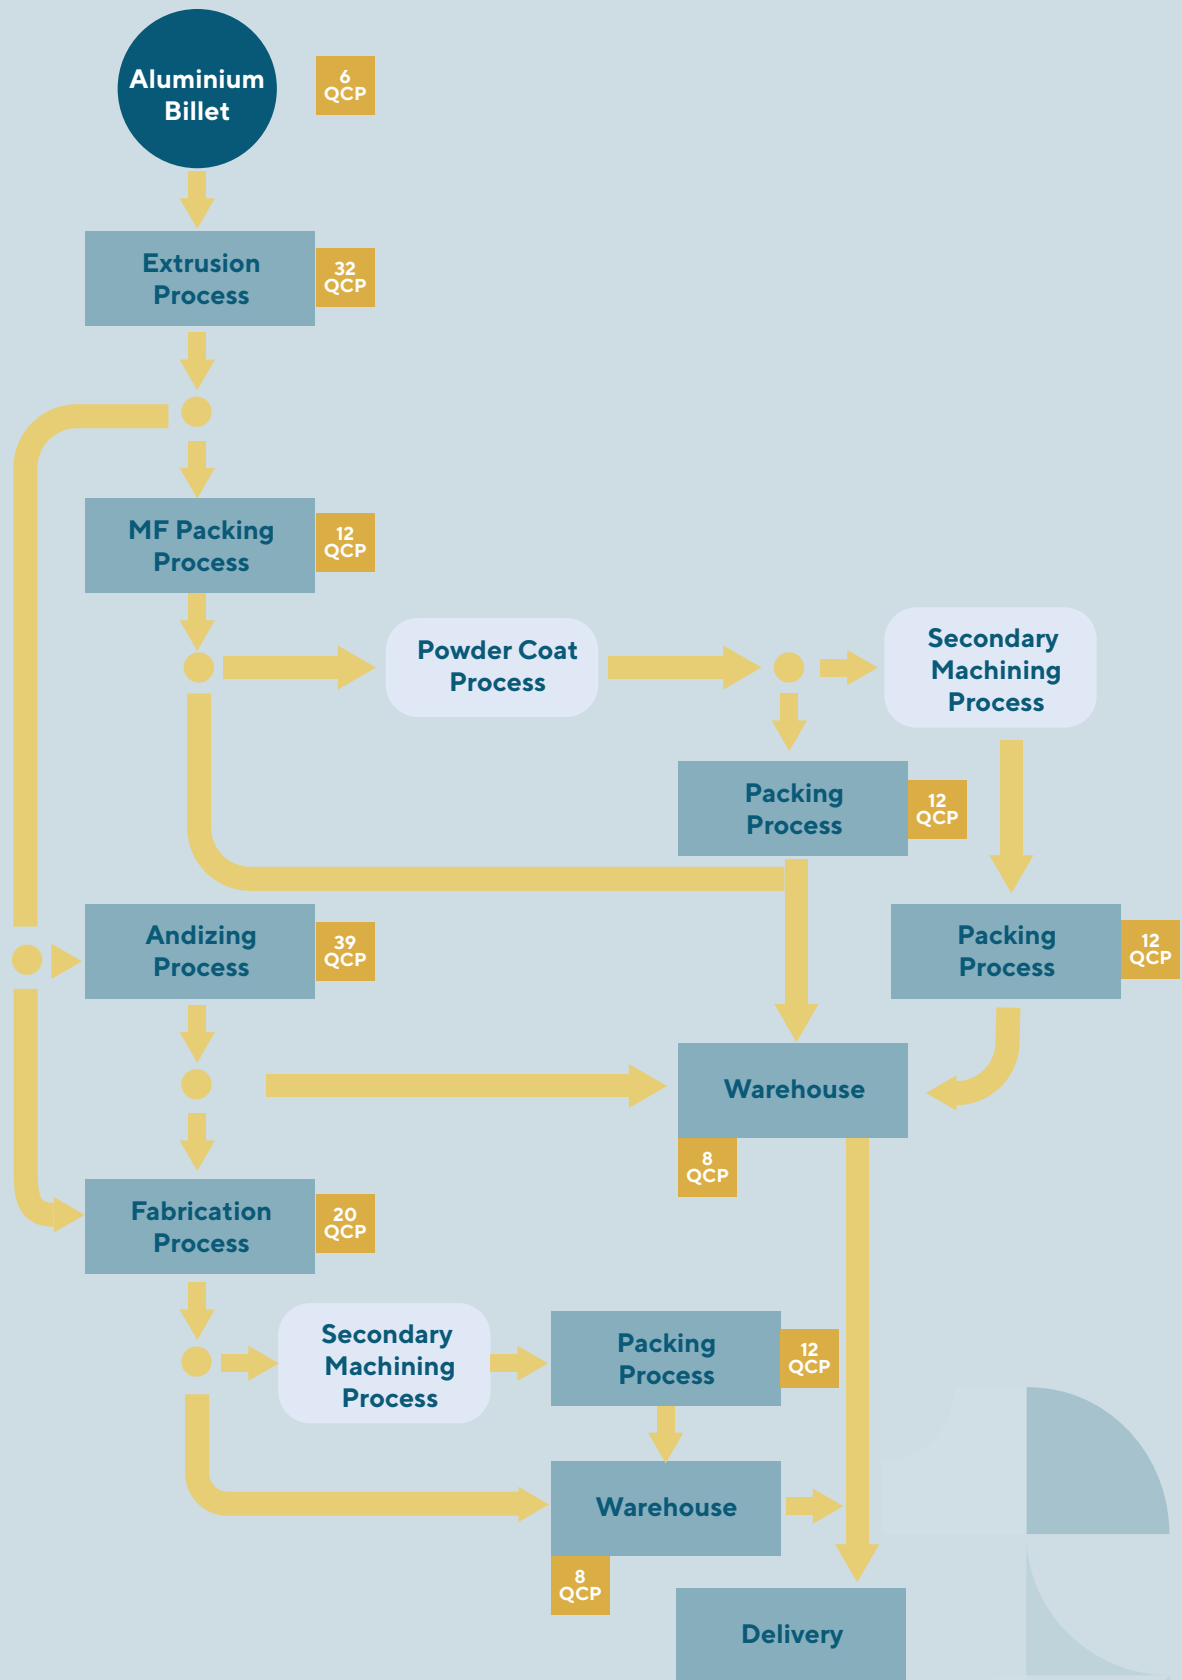 Aluminium
Billet
6
QCP
Extrusion
Process
32
QCP
MF Packing
Process
12
QCP
Powder Coat
Process
Secondary
Machining
Process
Packing
Process
12
QCP
Andizing
Process
39
QCP
Packing
Process
12
QCP
Warehouse
8
QCP
Fabrication
Process
20
QCP
Secondary
Machining
Process
Packing
Process
12
QCP
Warehouse
8
QCP
Delivery